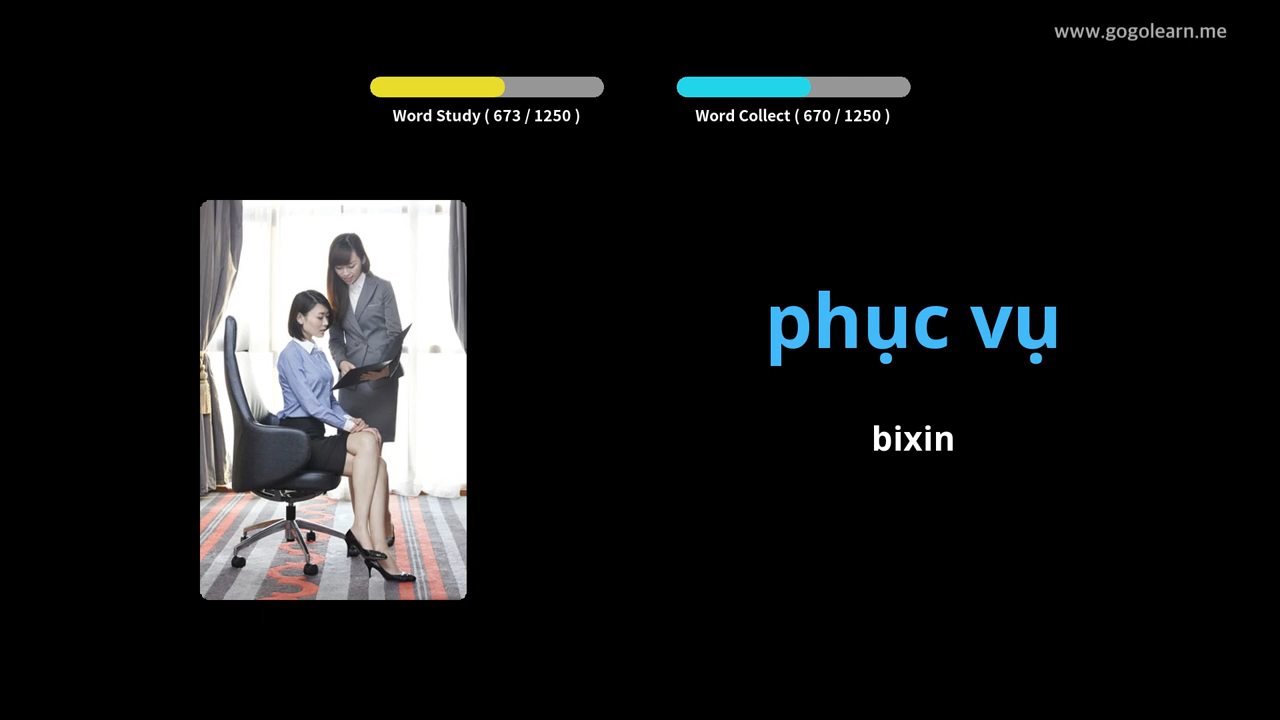 www.gogolearn.me
Word Study ( 673 / 1250 )
Word Collect ( 670 / 1250 )
phục vụ
bixin